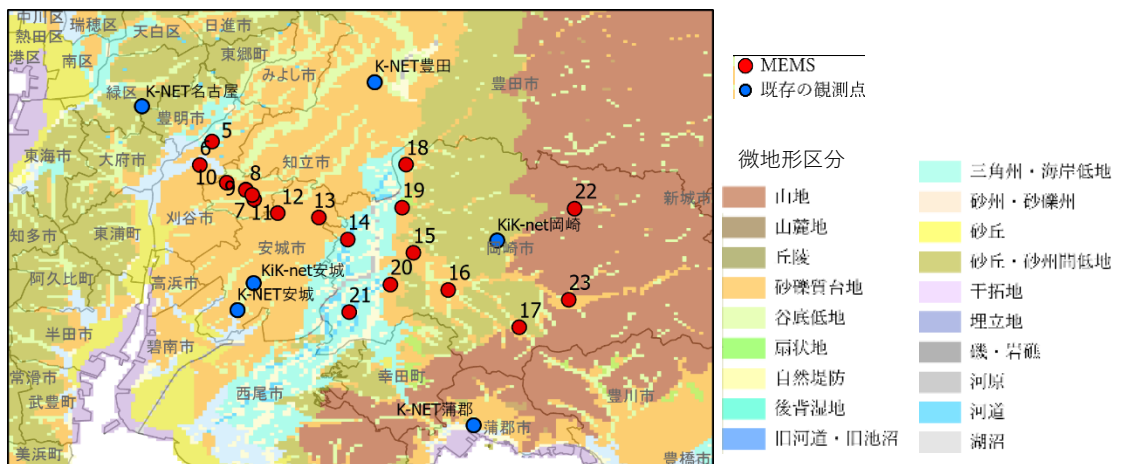 中川区
瑞穂区
天白区
日進市
熱田区
港区
南区
東郷町
みよし市
K-NET豊田
緑区
K-NET名古屋
豊明市
豊田市
東海市
大府市
5
6
知立市
18
10
8
9
12
7
11
13
19
22
刈谷市
新城市
知多市
東浦町
安城市
14
KiK-net岡崎
岡崎市
15
阿久比町
高浜市
KiK-net安城
20
16
23
K-NET安城
21
17
半田市
碧南市
常滑市
西尾市
幸田町
武豊町
豊川市
K-NET蒲郡
蒲郡市
美浜町
豊橋市
MEMS
既存の観測点
微地形区分
山地
山麓地
丘陵
砂礫質台地
谷底低地
扇状地
自然堤防
後背湿地
旧河道・旧池沼
三角州・海岸低地
砂州・砂礫州
砂丘
砂丘・砂州間低地
干拓地
埋立地
磯・岩礁
河原
河道
湖沼